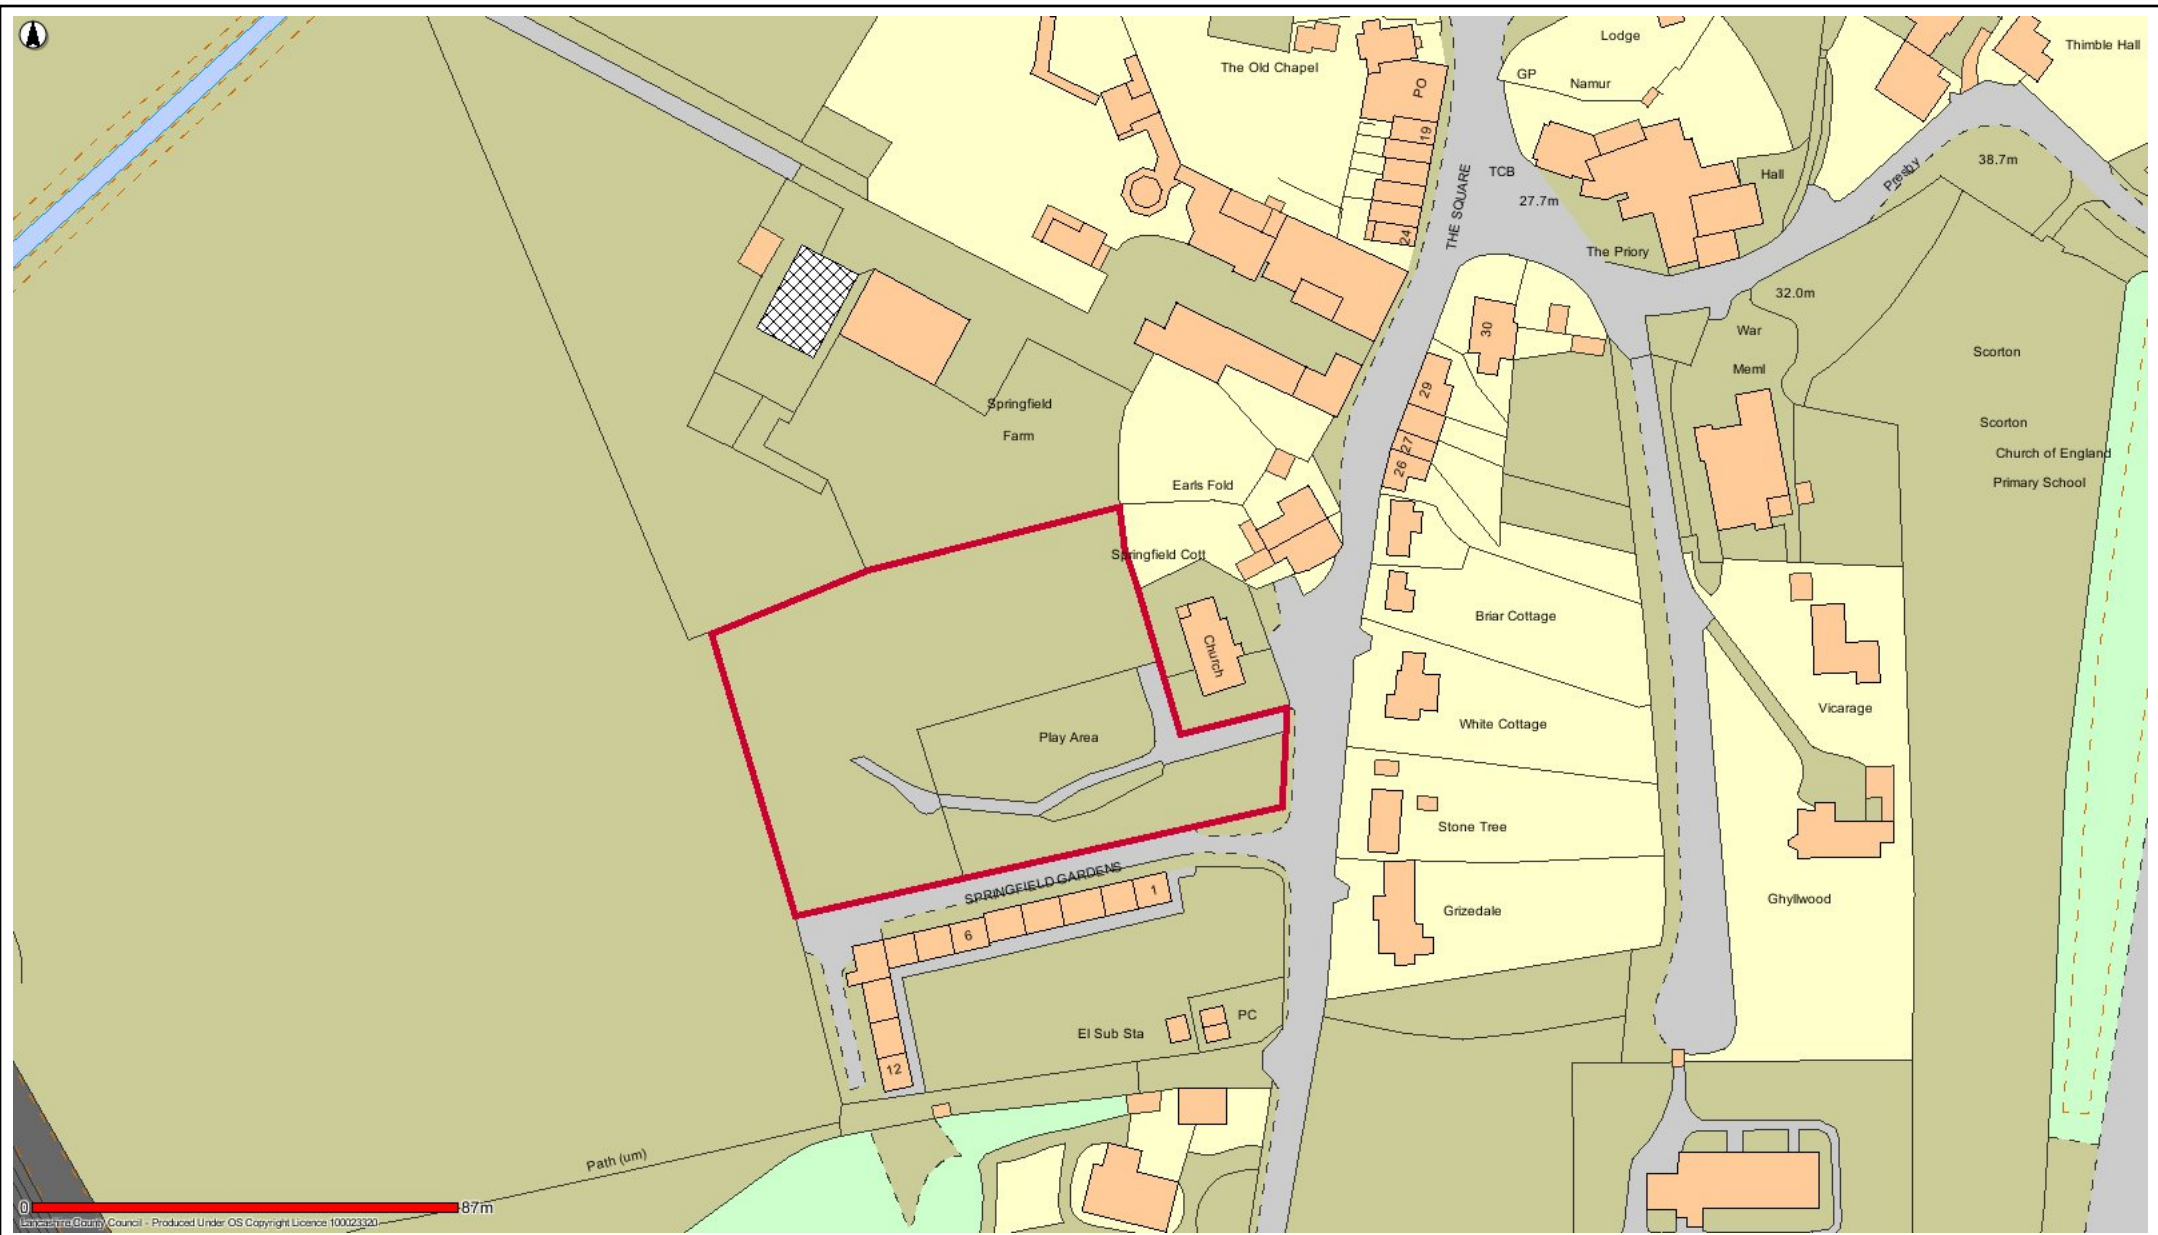 Lodge
Thimble Hall
The Old Chapel
GP
Namur
PO
19
TCB
Hall
38.7m
Presby
27.7m
THE SQUARE
24
The Priory
32.0m
War
Meml
30
Scorton
29
Springfield
Farm
27
26
Scorton
Church of England
Primary School
Earls Fold
Springfield Cott
Briar Cottage
Church
Vicarage
White Cottage
Play Area
Stone Tree
SPRINGFIELD GARDENS
1
Ghyllwood
Grizedale
6
PC
El Sub Sta
12
Path (um)
0
87m
Lancashire County Council - Produced Under OS Copyright Licence 100023320